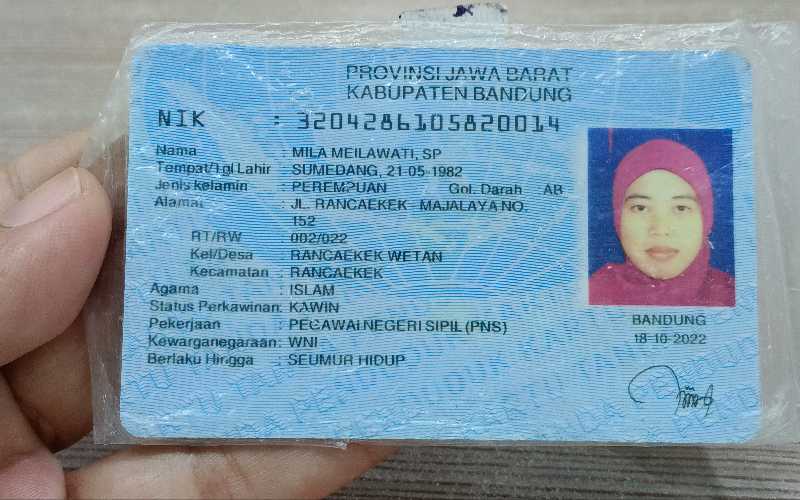 PROVINSI JAWA BARAT
KABUPATEN BANDUNG
NIK : 3204286105820014
Nama : MILA MEILAWATI, SP
Tempat/Tgl Lahir : SUMEDANG, 21-05-1982
Jenis kelamin : PEREMPUAN Gol. Darah AB
Alamat : JL. RANCAEKEK - MAJALAYA NO.
152
RT/RW : 002/022
Kel/Desa : RANCAEKEK WETAN
Kecamatan : RANCAEKEK
Agama : ISLAM
Status Perkawinan: KAWIN
Pekerjaan : PEGAWAI NEGERI SIPIL (PNS)
Kewarganegaraan: WNI
Berlaku Hingga : SEUMUR HIDUP
BANDUNG
18-10-2022